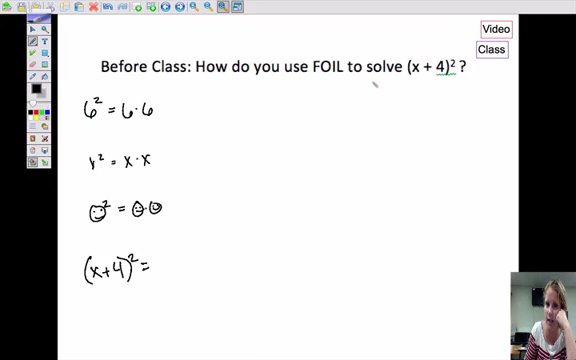 Video
Class
Before Class: How do you use FOIL to solve (x + 4)² ?
6² = 6 · 6
x² = x · x
☺² = ☺ · ☺
(x+4)² =